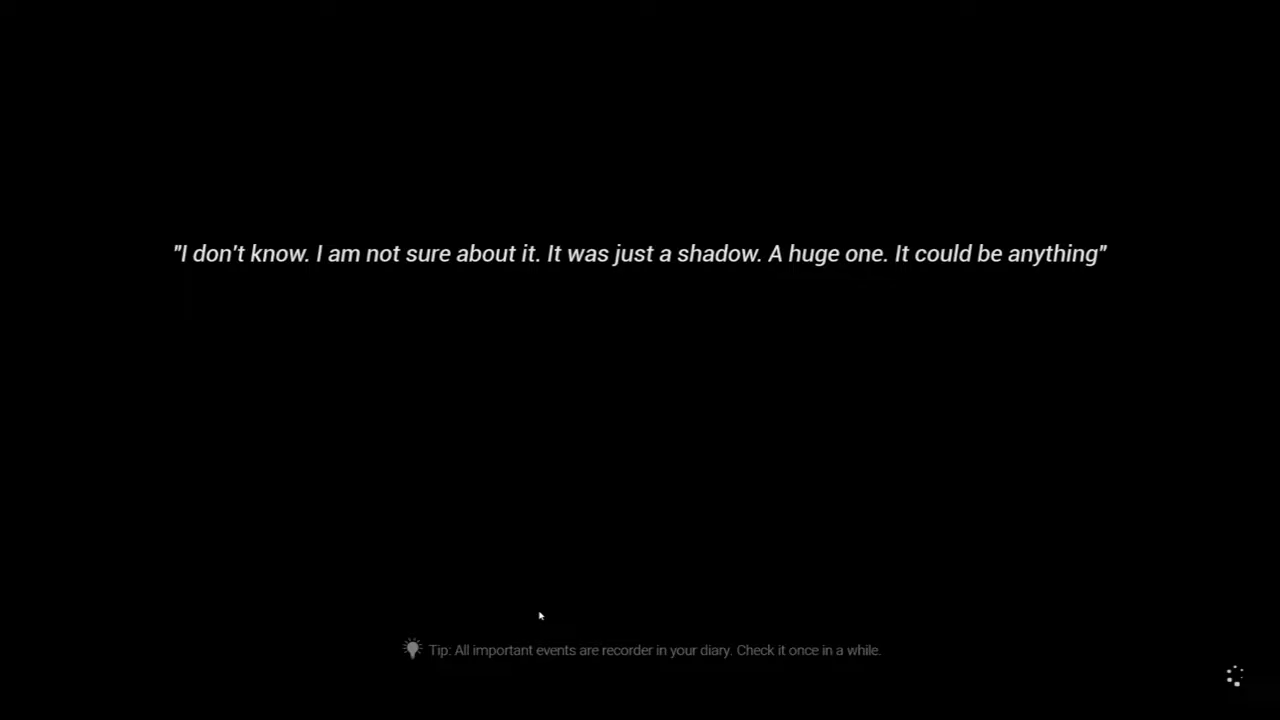 "I don't know. I am not sure about it. It was just a shadow. A huge one. It could be anything"
Tip: All important events are recorder in your diary. Check it once in a while.